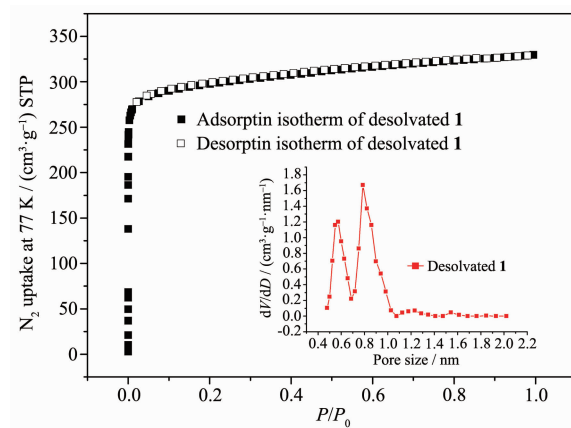 350
300
250
200
150
100
50
0
N2 uptake at 77 K / (cm³·g⁻¹) STP
Adsorptin isotherm of desolvated 1
Desorptin isotherm of desolvated 1
1.8
1.6
1.4
1.2
1.0
0.8
0.6
0.4
0.2
0.0
-0.2
dV/dD / (cm³·g⁻¹·nm⁻¹)
Desolvated 1
0.4 0.6 0.8 1.0 1.2 1.4 1.6 1.8 2.0 2.2
Pore size / nm
0.0 0.2 0.4 0.6 0.8 1.0
P/P0